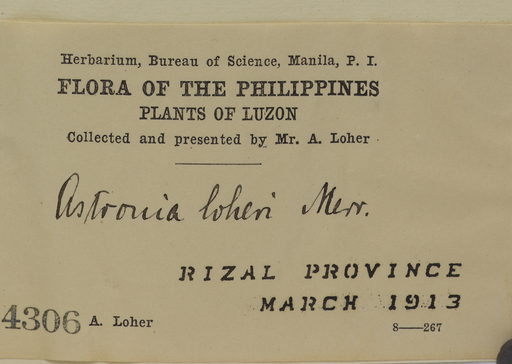 Herbarium, Bureau of Science, Manila, P. I.
FLORA OF THE PHILIPPINES
PLANTS OF LUZON
Collected and presented by Mr. A. Loher
Astronia loheri Merr.
RIZAL PROVINCE
MARCH 1913
4306 A. Loher
8——267